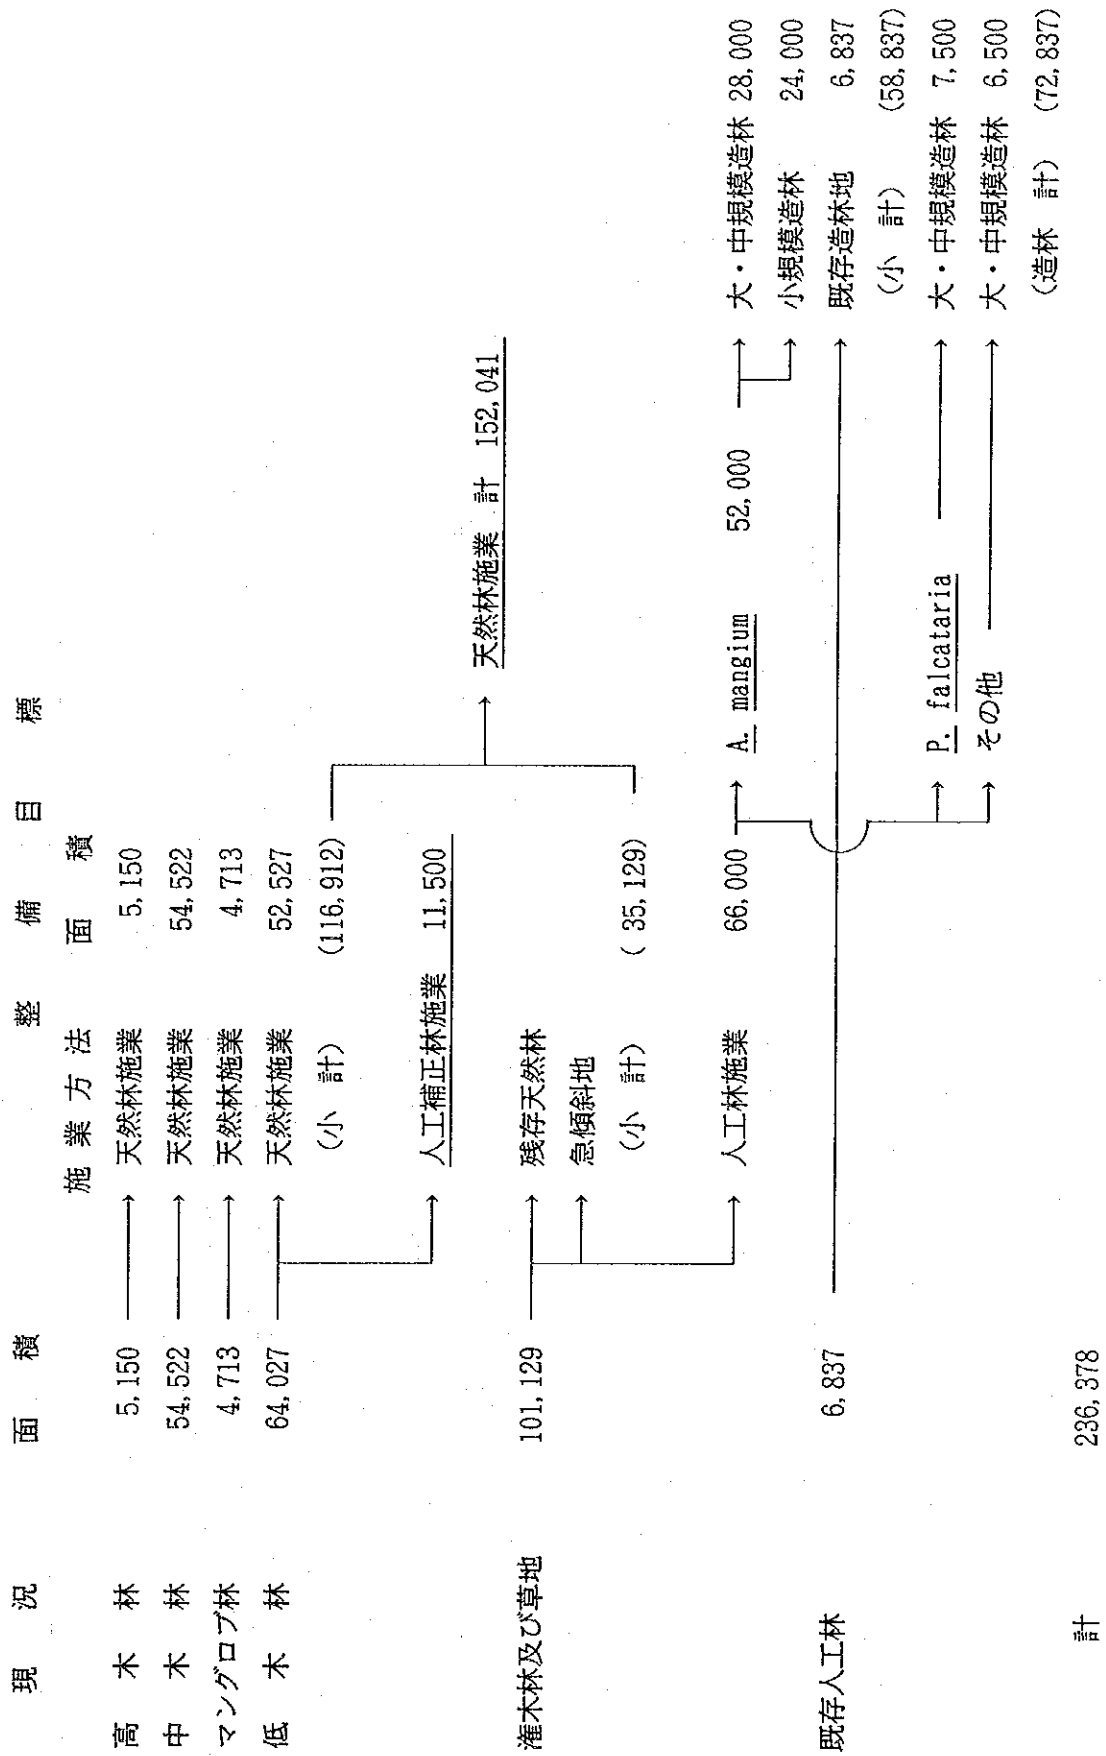 現況 面積 整備目標
施業方法 面積
高木林 5,150 天然林施業 5,150
中木林 54,522 天然林施業 54,522
マングロブ林 4,713 天然林施業 4,713
低木林 64,027 天然林施業 52,527
(小 計) (116,912)
人工補正林施業 11,500
天然林施業 計 152,041
潅木林及び草地 101,129 残存天然林
急傾斜地
(小 計) ( 35,129)
人工林施業 66,000 A. mangium 52,000 大・中規模造林 28,000
小規模造林 24,000
既存人工林 6,837 既存造林地 6,837
(小 計) (58,837)
P. falcataria 大・中規模造林 7,500
その他 大・中規模造林 6,500
(造林 計) (72,837)
計 236,378